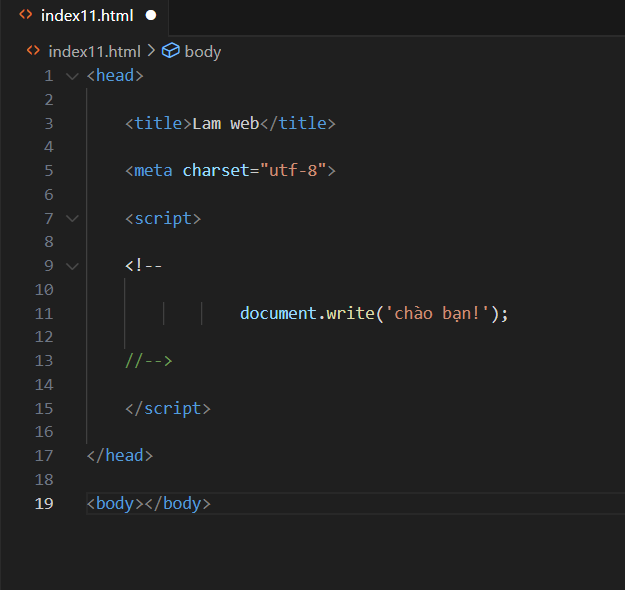 index11.html
index11.html > body
1 <head>
2
3 <title>Lam web</title>
4
5 <meta charset="utf-8">
6
7 <script>
8
9 <!--
10
11 document.write('chào bạn!');
12
13 //-->
14
15 </script>
16
17 </head>
18
19 <body></body>